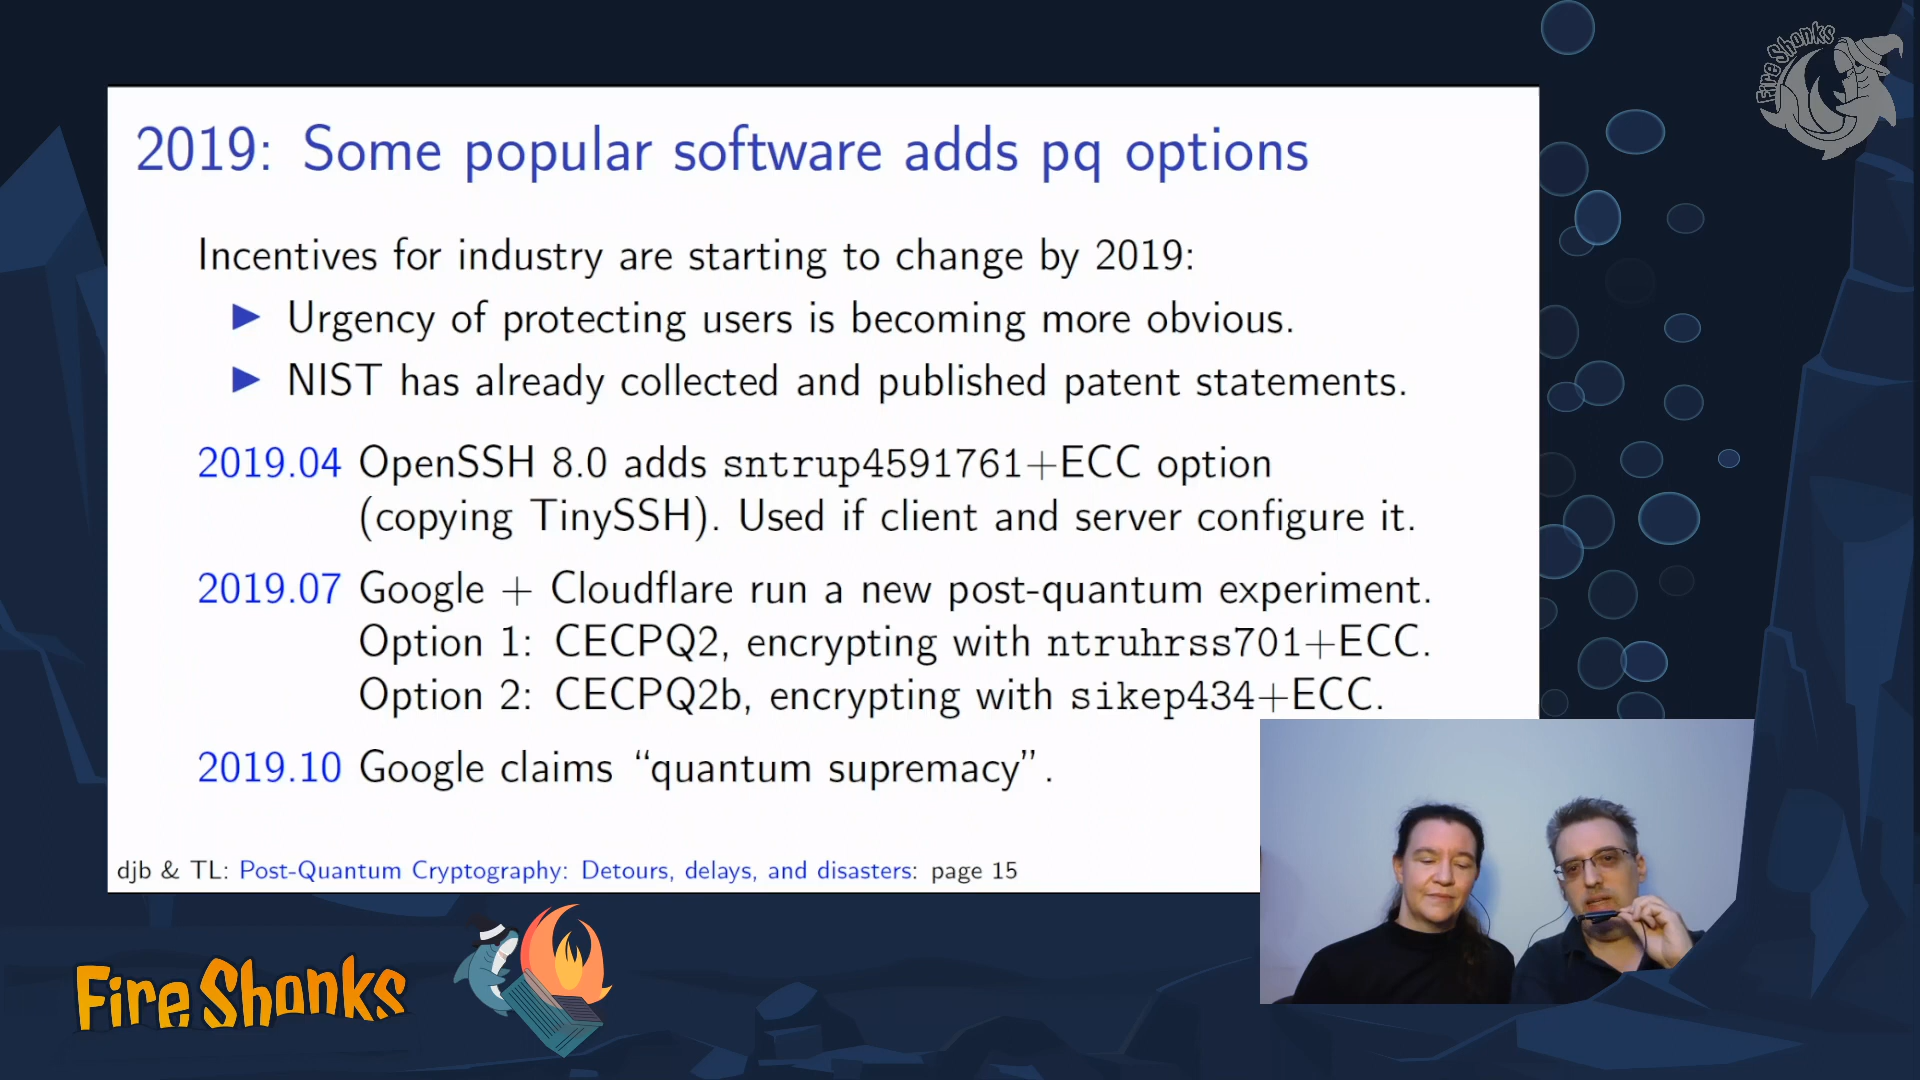 Fire Shonks
2019: Some popular software adds pq options
Incentives for industry are starting to change by 2019:
▶ Urgency of protecting users is becoming more obvious.
▶ NIST has already collected and published patent statements.
2019.04 OpenSSH 8.0 adds sntrup4591761+ECC option
(copying TinySSH). Used if client and server configure it.
2019.07 Google + Cloudflare run a new post-quantum experiment.
Option 1: CECPQ2, encrypting with ntruhrss701+ECC.
Option 2: CECPQ2b, encrypting with sikep434+ECC.
2019.10 Google claims “quantum supremacy”.
djb & TL: Post-Quantum Cryptography: Detours, delays, and disasters: page 15
Fire Shonks